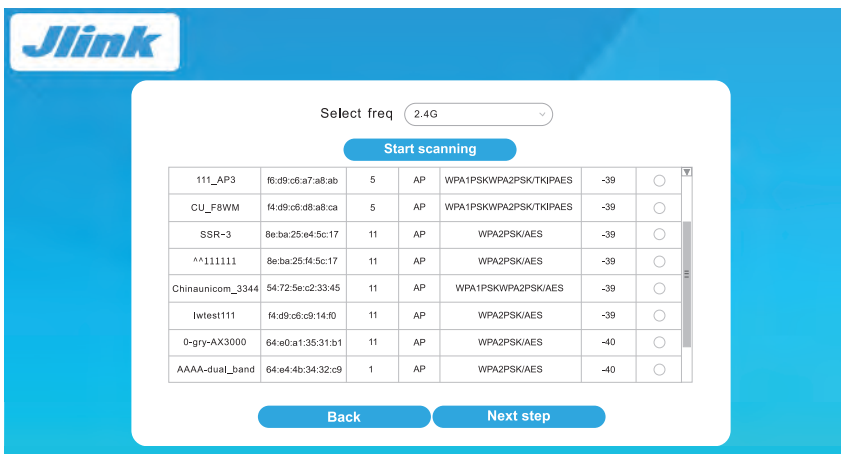 Jlink
Select freq 2.4G
Start scanning
111_AP3 f6:d9:c6:a7:a8:ab 5 AP WPA1PSKWPA2PSK/TKIPAES -39
CU_F8WM f4:d9:c6:d8:a8:ca 5 AP WPA1PSKWPA2PSK/TKIPAES -39
SSR-3 8e:ba:25:e4:5c:17 11 AP WPA2PSK/AES -39
^^111111 8e:ba:25:f4:5c:17 11 AP WPA2PSK/AES -39
Chinaunicom_3344 54:72:5e:c2:33:45 11 AP WPA1PSKWPA2PSK/AES -39
lwtest111 f4:d9:c6:c9:14:f0 11 AP WPA2PSK/AES -39
0-gry-AX3000 64:e0:a1:35:31:b1 11 AP WPA2PSK/AES -40
AAAA-dual_band 64:e4:4b:34:32:c9 1 AP WPA2PSK/AES -40
Back Next step